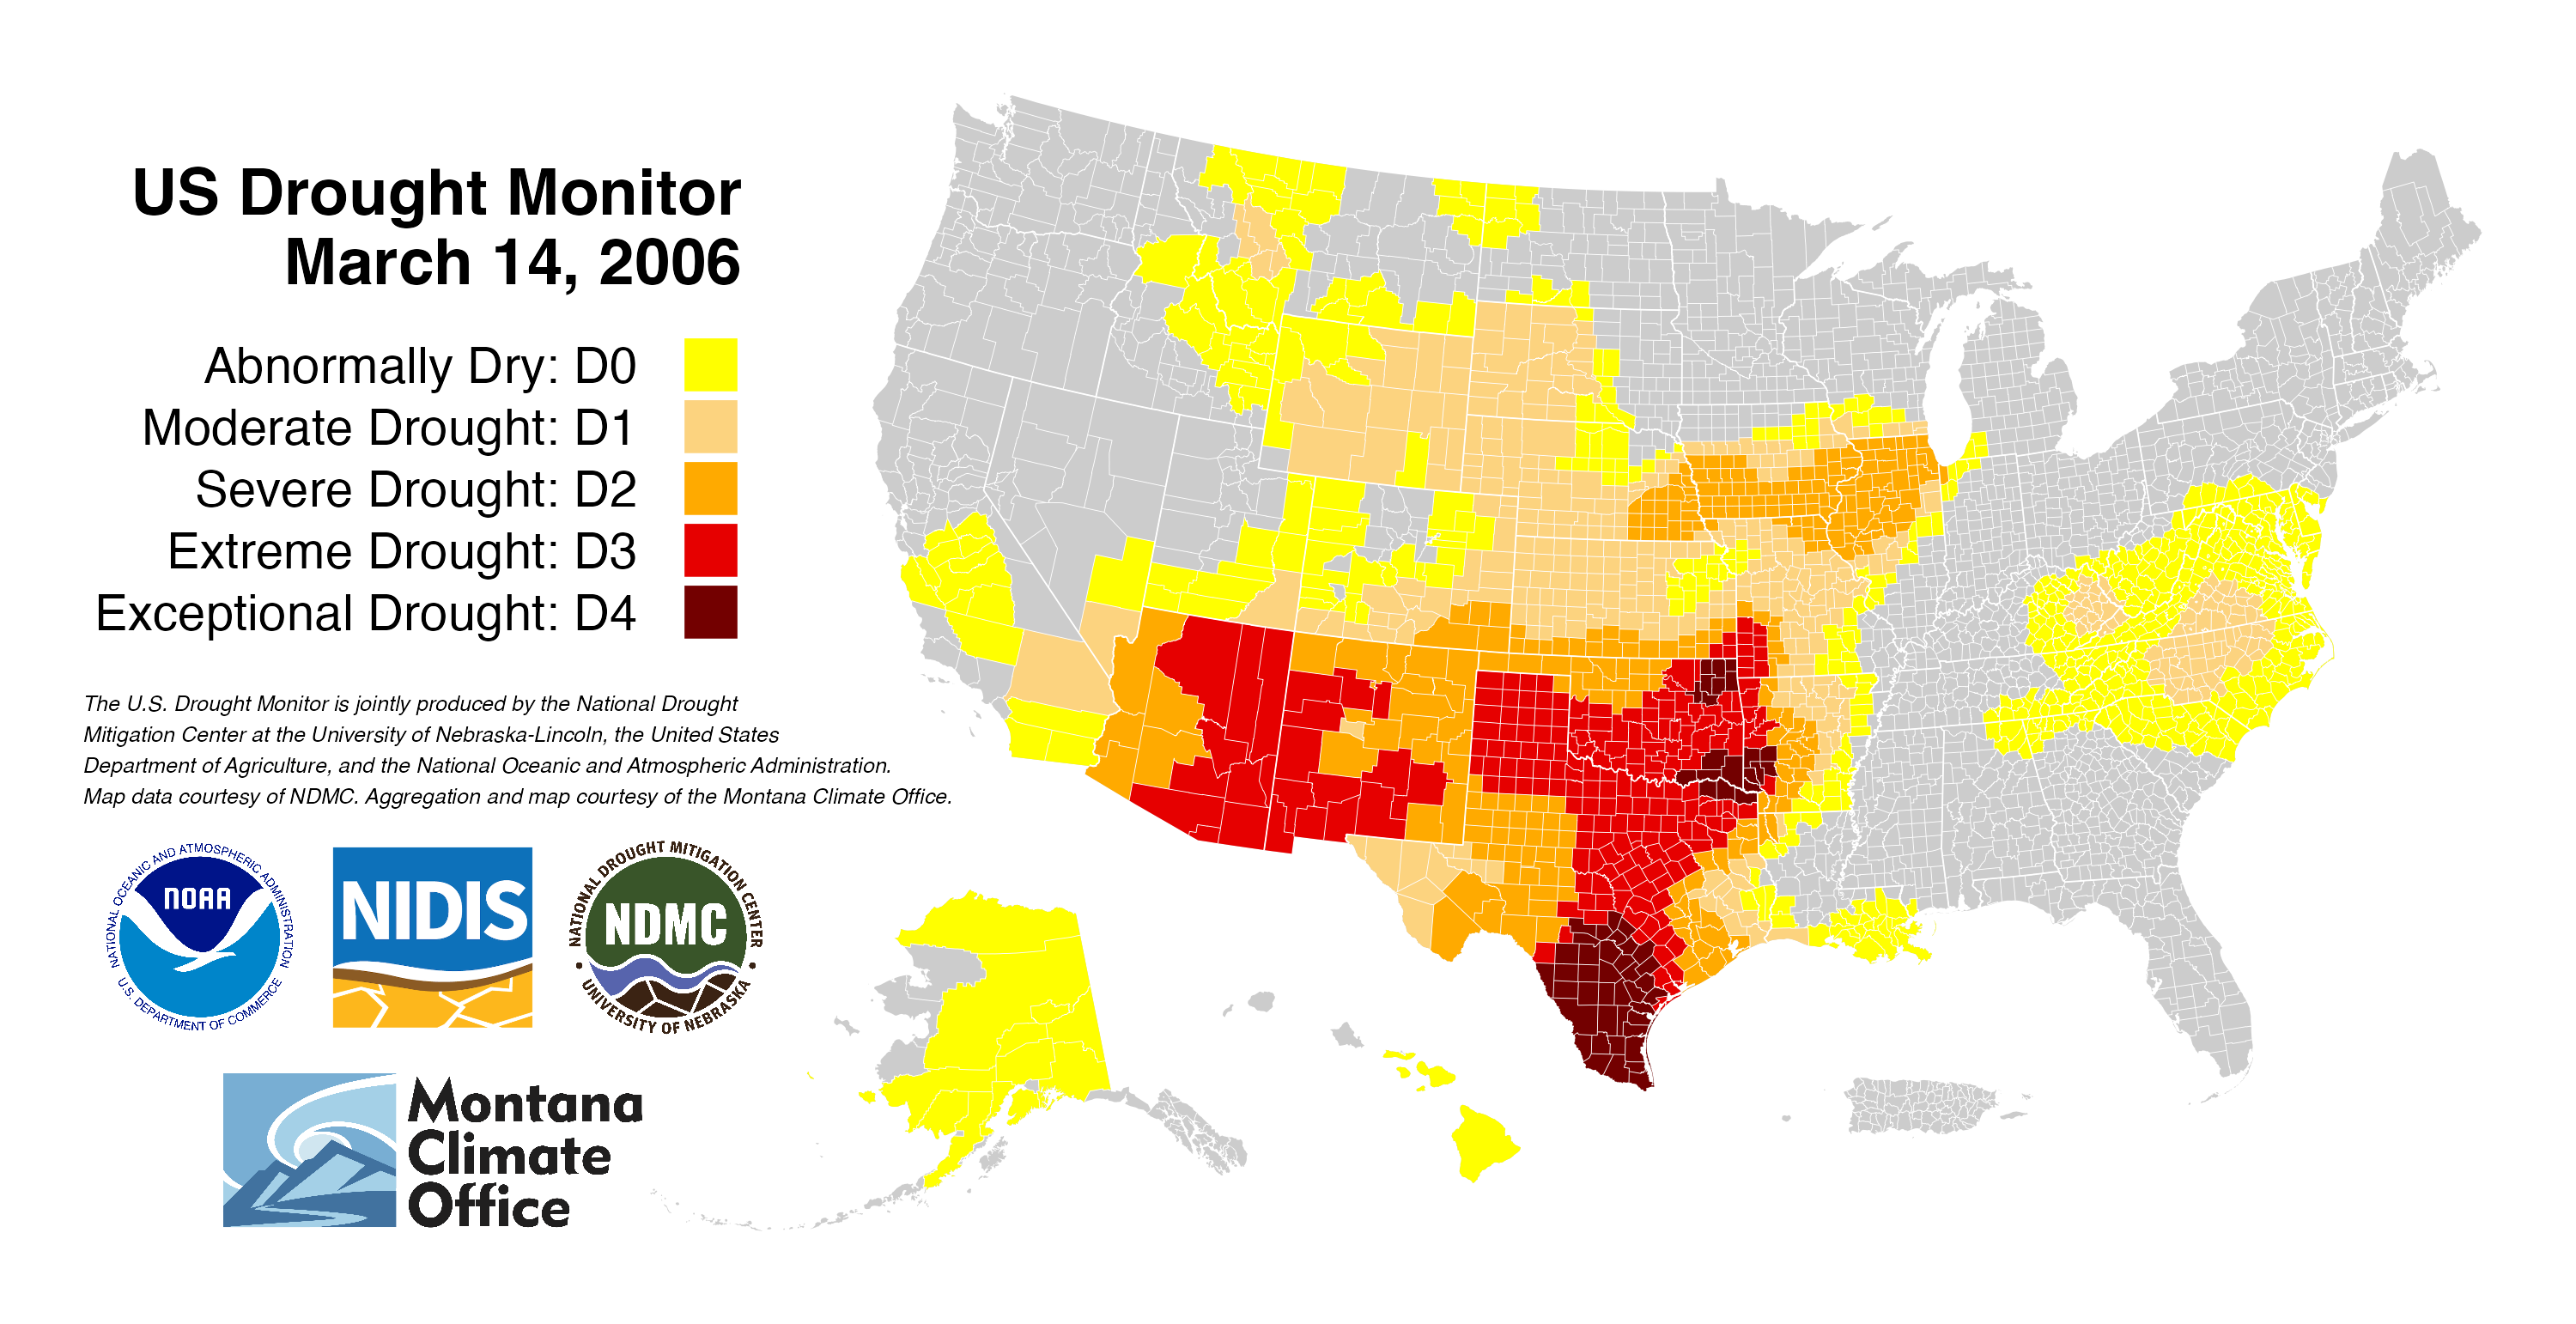 US Drought Monitor
March 14, 2006
Abnormally Dry: D0
Moderate Drought: D1
Severe Drought: D2
Extreme Drought: D3
Exceptional Drought: D4
The U.S. Drought Monitor is jointly produced by the National Drought
Mitigation Center at the University of Nebraska-Lincoln, the United States
Department of Agriculture, and the National Oceanic and Atmospheric Administration.
Map data courtesy of NDMC. Aggregation and map courtesy of the Montana Climate Office.
NATIONAL OCEANIC AND ATMOSPHERIC ADMINISTRATION
NOAA
U.S. DEPARTMENT OF COMMERCE
NIDIS
NATIONAL DROUGHT MITIGATION CENTER
NDMC
UNIVERSITY OF NEBRASKA
Montana
Climate
Office